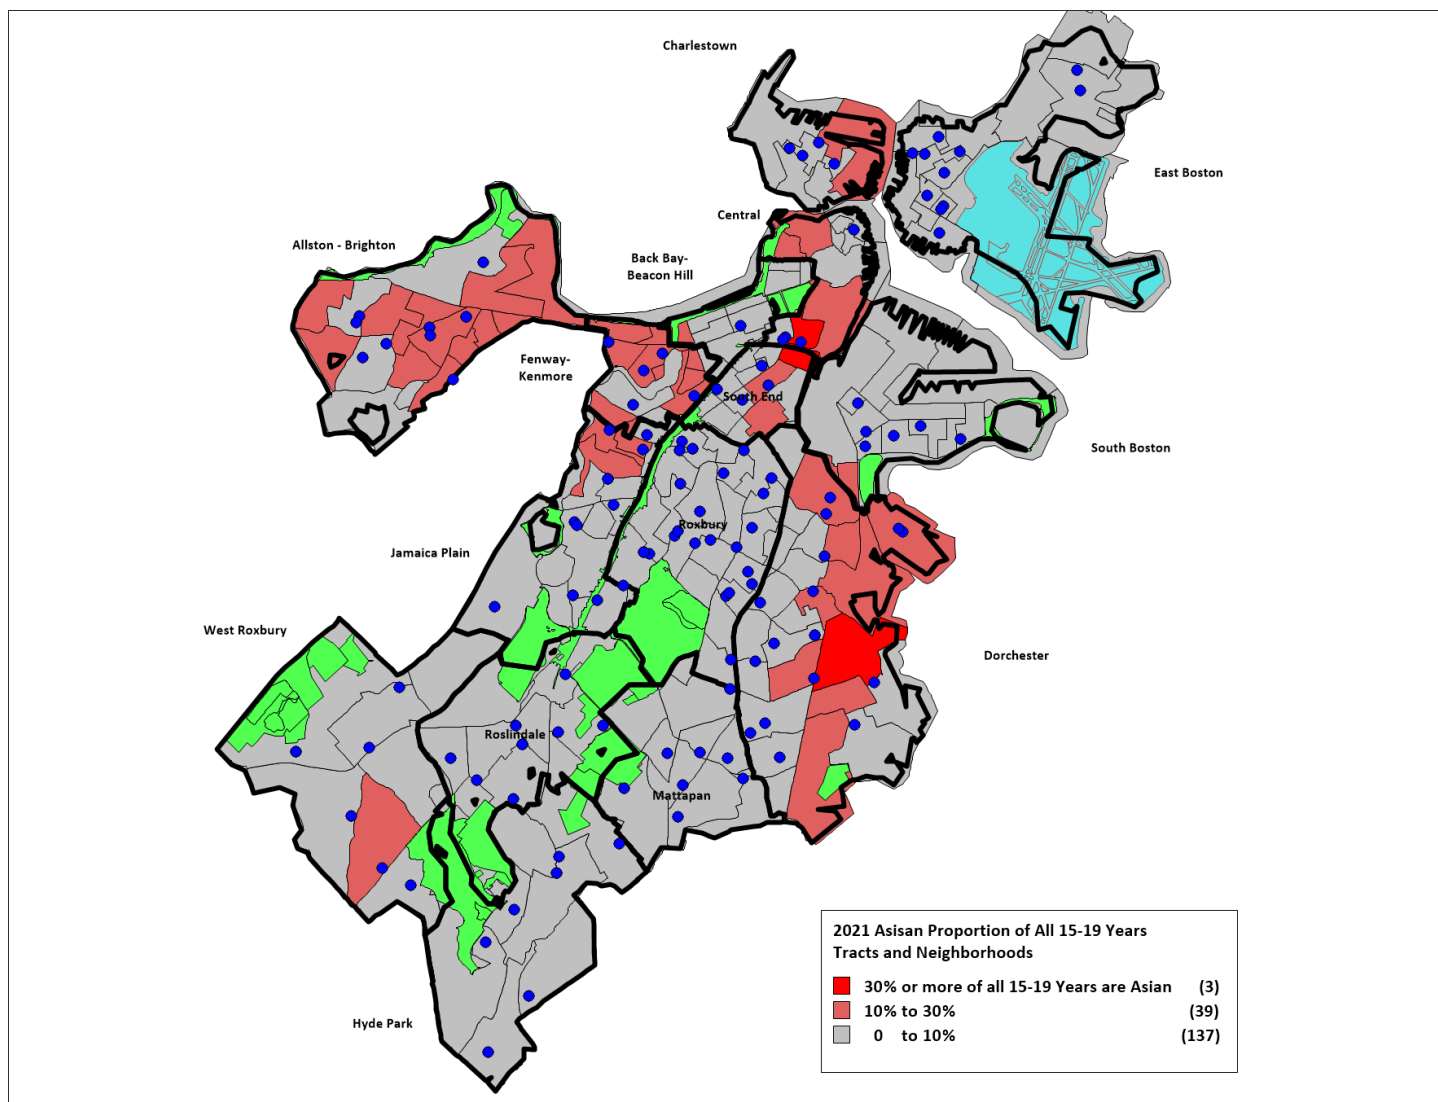 Charlestown
East Boston
Central
Allston - Brighton
Back Bay-
Beacon Hill
Fenway-
Kenmore
South End
South Boston
Roxbury
Jamaica Plain
West Roxbury
Dorchester
Roslindale
Mattapan
Hyde Park
2021 Asisan Proportion of All 15-19 Years
Tracts and Neighborhoods
30% or more of all 15-19 Years are Asian (3)
10% to 30% (39)
0 to 10% (137)